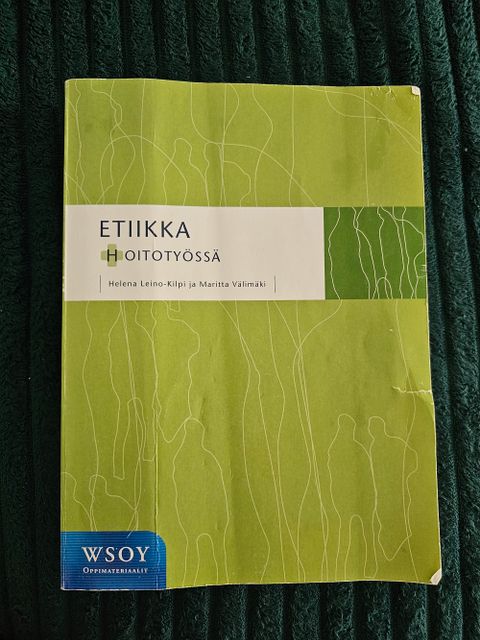 ETIIKKA
HOITOTYÖSSÄ
Helena Leino-Kilpi ja Maritta Välimäki
WSOY
OPPIMATERIAALIT